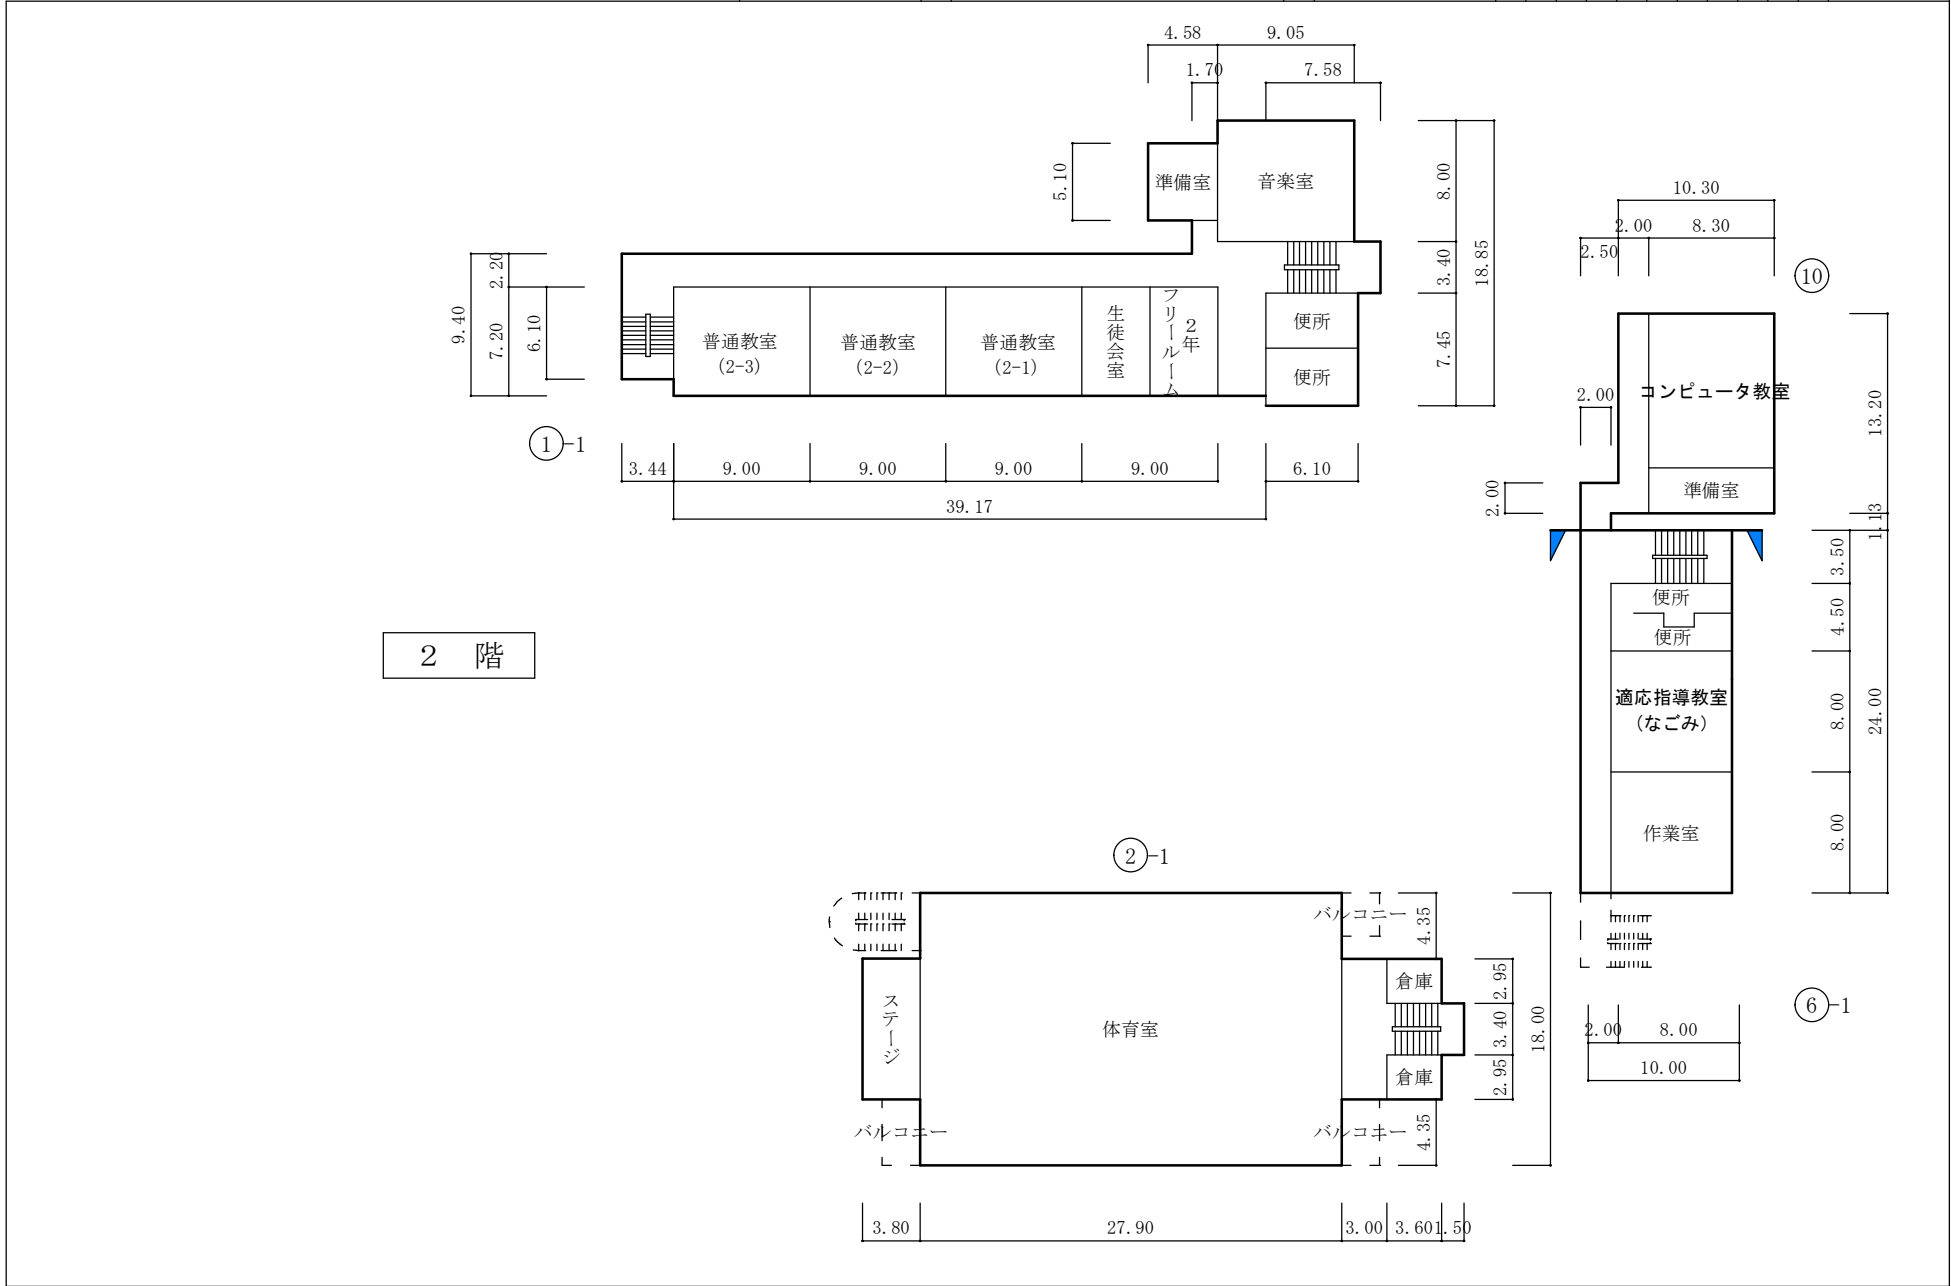 4.58
9.05
1.70
7.58
5.10
準備室
音楽室
8.00
3.40
7.45
18.85
9.40
2.20
7.20
6.10
普通教室
(2-3)
普通教室
(2-2)
普通教室
(2-1)
生徒会室
2年
フリールーム
便所
便所
①-1
3.44
9.00
9.00
9.00
9.00
6.10
39.17
10.30
2.00
8.30
2.50
⑩
コンピュータ教室
2.00
準備室
2.00
13.20
1.13
3.50
便所
4.50
便所
適応指導教室
(なごみ)
8.00
24.00
作業室
8.00
2 階
②-1
バルコニー
4.35
倉庫
2.95
ステージ
体育室
3.40
18.00
倉庫
2.95
バルコニー
バルコニー
4.35
⑥-1
2.00
8.00
10.00
3.80
27.90
3.00
3.60
1.50